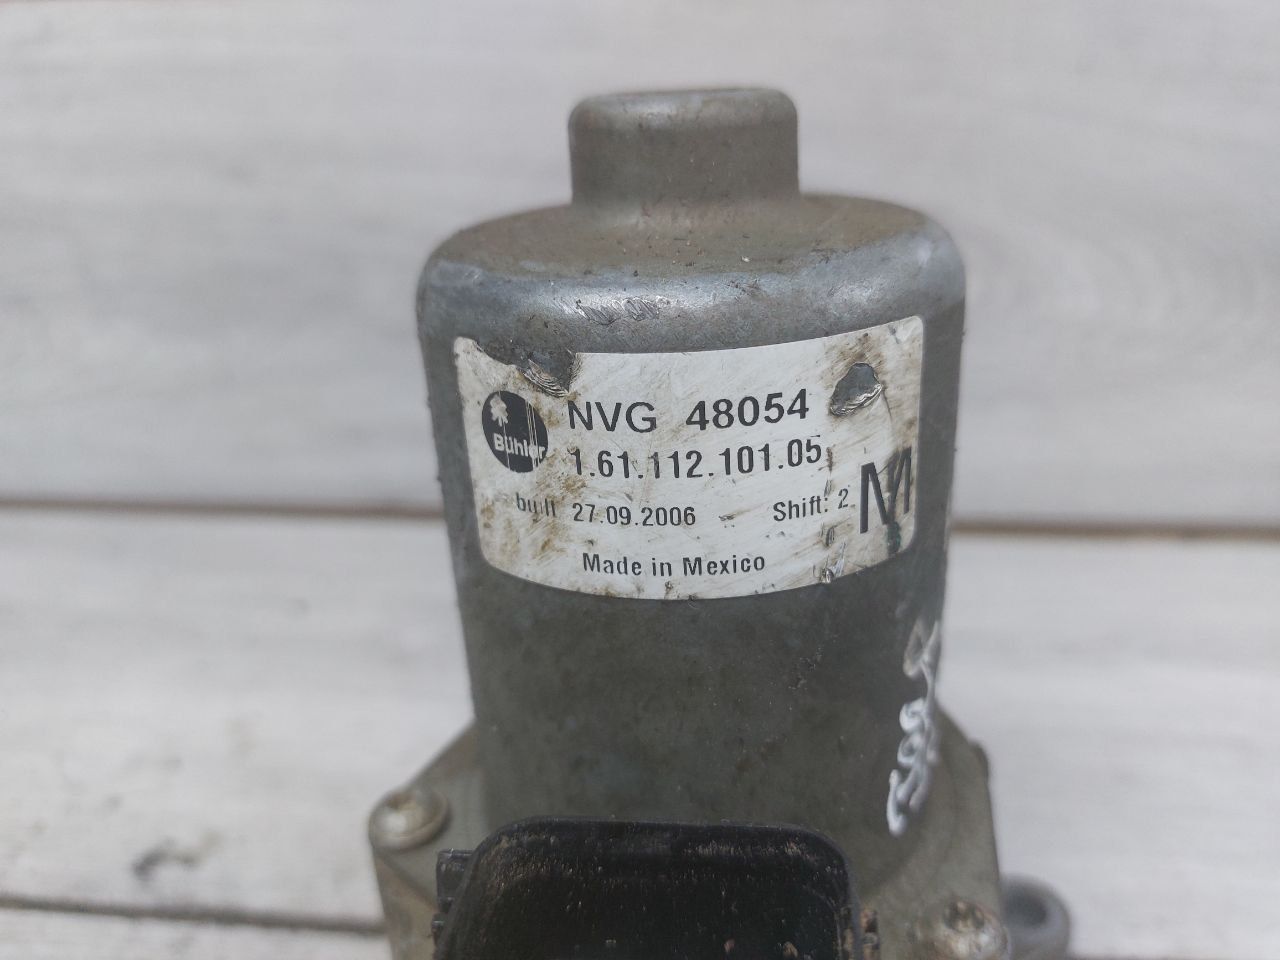 Bühler
NVG 48054
1.61.112.101.05
built 27.09.2006 Shift: 2
M
Made in Mexico